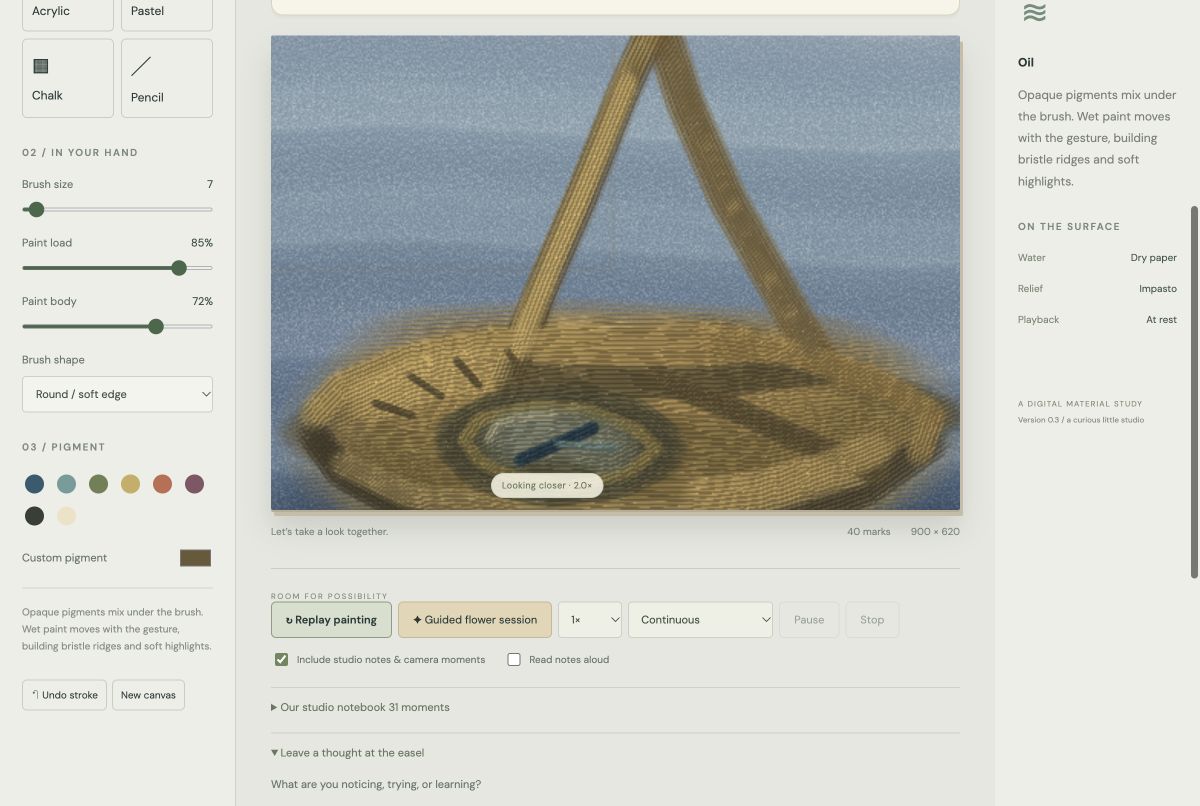 Acrylic
Pastel
Chalk
Pencil
02 / IN YOUR HAND
Brush size 7
Paint load 85%
Paint body 72%
Brush shape
Round / soft edge
03 / PIGMENT
Custom pigment
Opaque pigments mix under the brush.
Wet paint moves with the gesture,
building bristle ridges and soft highlights.
Undo stroke
New canvas
Looking closer · 2.0×
Let's take a look together.
40 marks
900 × 620
ROOM FOR POSSIBILITY
↻ Replay painting
✦ Guided flower session
1×
Continuous
Pause
Stop
Include studio notes & camera moments
Read notes aloud
Our studio notebook 31 moments
Leave a thought at the easel
What are you noticing, trying, or learning?
Oil
Opaque pigments mix under
the brush. Wet paint moves
with the gesture, building
bristle ridges and soft
highlights.
ON THE SURFACE
Water Dry paper
Relief Impasto
Playback At rest
A DIGITAL MATERIAL STUDY
Version 0.3 / a curious little studio